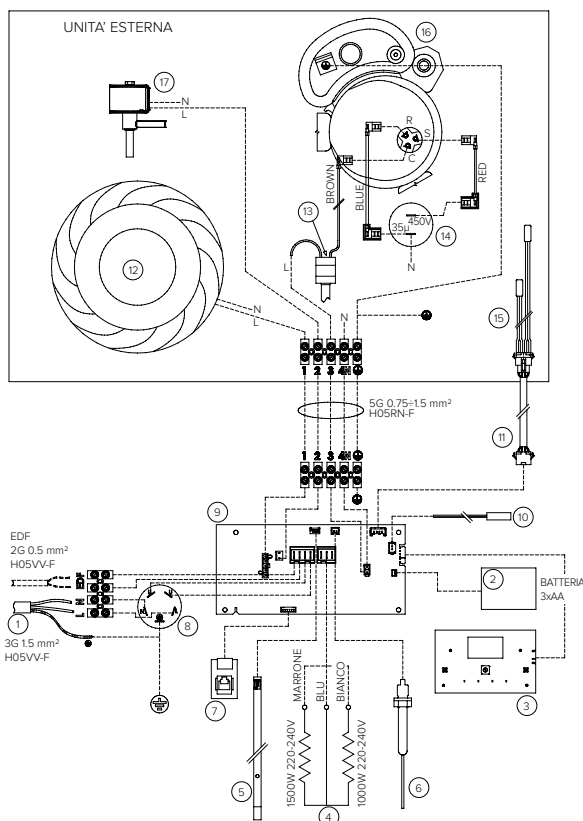 UNITA' ESTERNA
16
17
N
L
R
S
C
BROWN
BLUE
RED
13
450V
35µ
14
N
12
L
N
N
L
15
1 2 3 4N
5G 0.75÷1.5 mm²
H05RN-F
11
1 2 3 4N
9
10
EDF
2G 0.5 mm²
H05VV-F
EDF
N
L
1
3G 1.5 mm²
H05VV-F
8
2
BATTERIA
3xAA
3
7
MARRONE
BLU
BIANCO
1500W 220-240V
1000W 220-240V
5
4
6